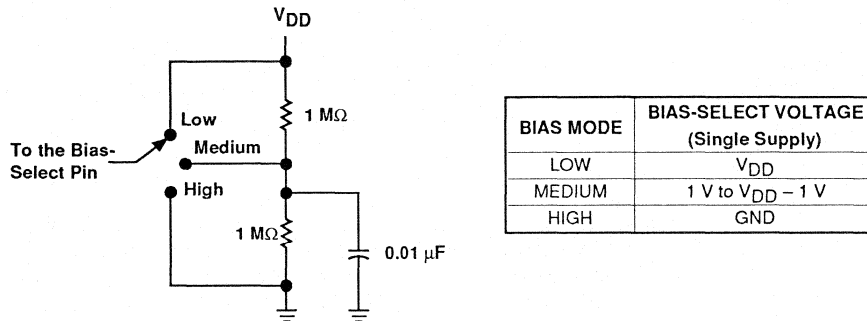 VDD
Low
1 MΩ
Medium
To the Bias-
Select Pin
High
1 MΩ
0.01 µF
BIAS MODE
BIAS-SELECT VOLTAGE
(Single Supply)
LOW
VDD
MEDIUM
1 V to VDD – 1 V
HIGH
GND